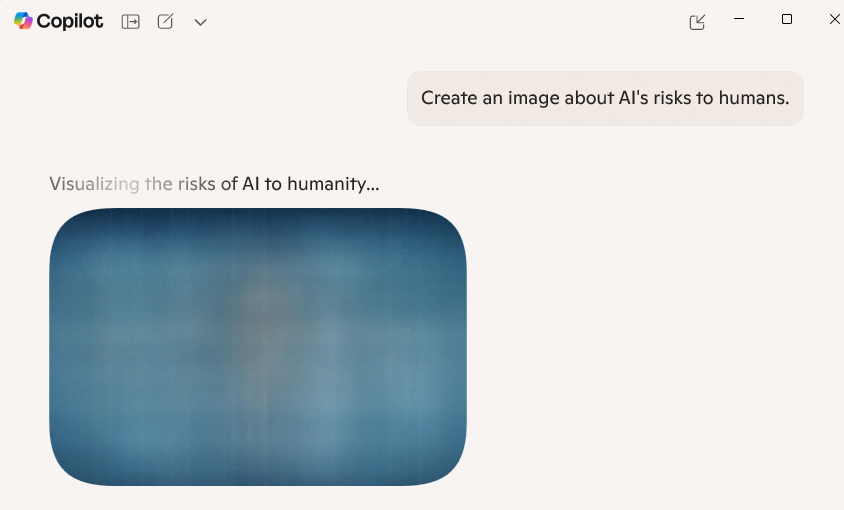 Copilot
Create an image about AI's risks to humans.
Visualizing the risks of AI to humanity...